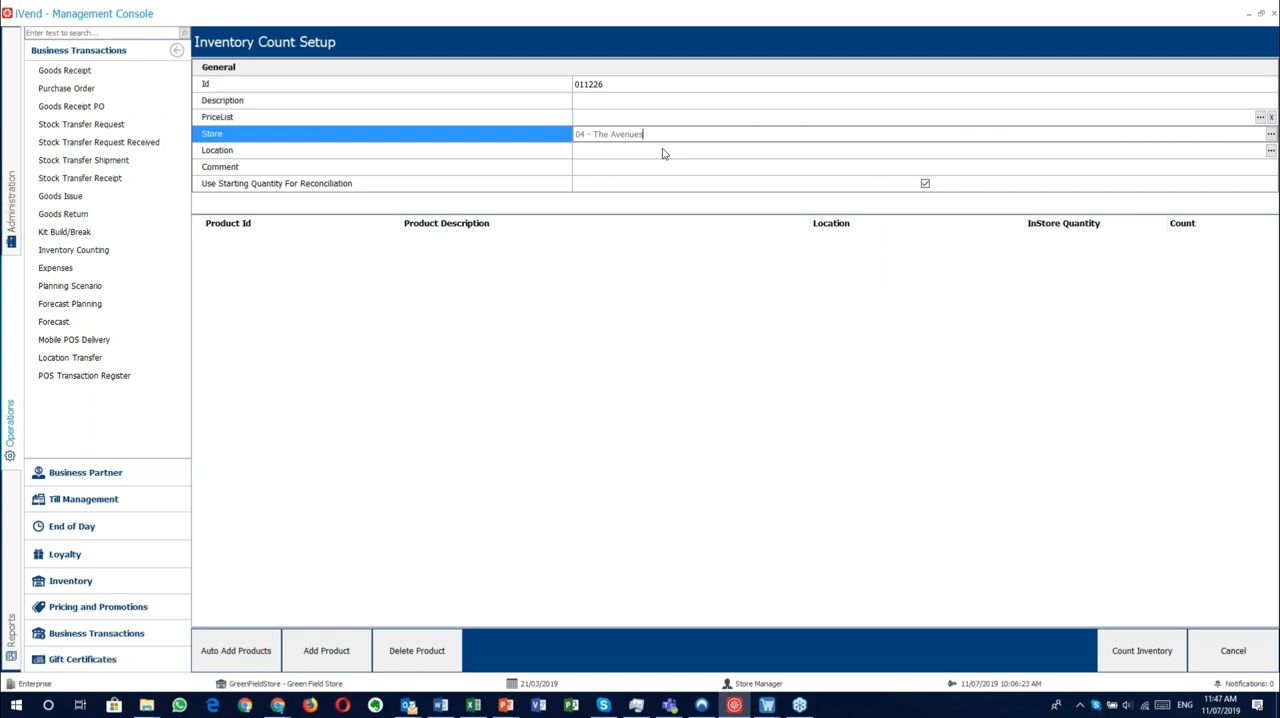 iVend - Management Console
Enter text to search...
Business Transactions
Goods Receipt
Purchase Order
Goods Receipt PO
Stock Transfer Request
Stock Transfer Request Received
Stock Transfer Shipment
Stock Transfer Receipt
Goods Issue
Goods Return
Kit Build/Break
Inventory Counting
Expenses
Planning Scenario
Forecast Planning
Forecast
Mobile POS Delivery
Location Transfer
POS Transaction Register
Business Partner
Till Management
End of Day
Loyalty
Inventory
Pricing and Promotions
Business Transactions
Gift Certificates
Administration
Operations
Reports
Inventory Count Setup
General
Id 011226
Description
PriceList ... X
Store 04 - The Avenues ...
Location ...
Comment
Use Starting Quantity For Reconciliation
Product Id Product Description Location InStore Quantity Count
Auto Add Products Add Product Delete Product Count Inventory Cancel
Enterprise GreenFieldStore - Green Field Store 21/03/2019 Store Manager 11/07/2019 10:06:23 AM Notifications: 0
ENG 11:47 AM
11/07/2019